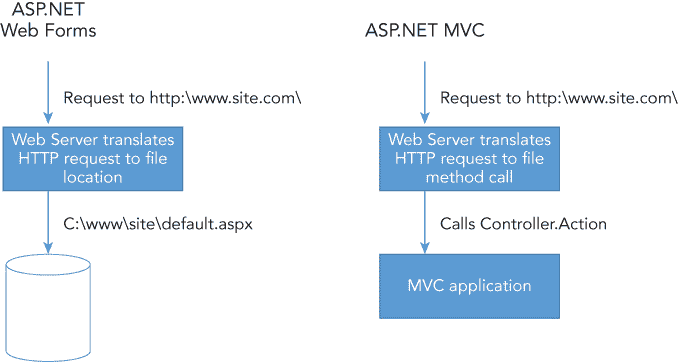 ASP.NET
Web Forms
Request to http:\www.site.com\
Web Server translates
HTTP request to file
location
C:\www\site\default.aspx
ASP.NET MVC
Request to http:\www.site.com\
Web Server translates
HTTP request to file
method call
Calls Controller.Action
MVC application